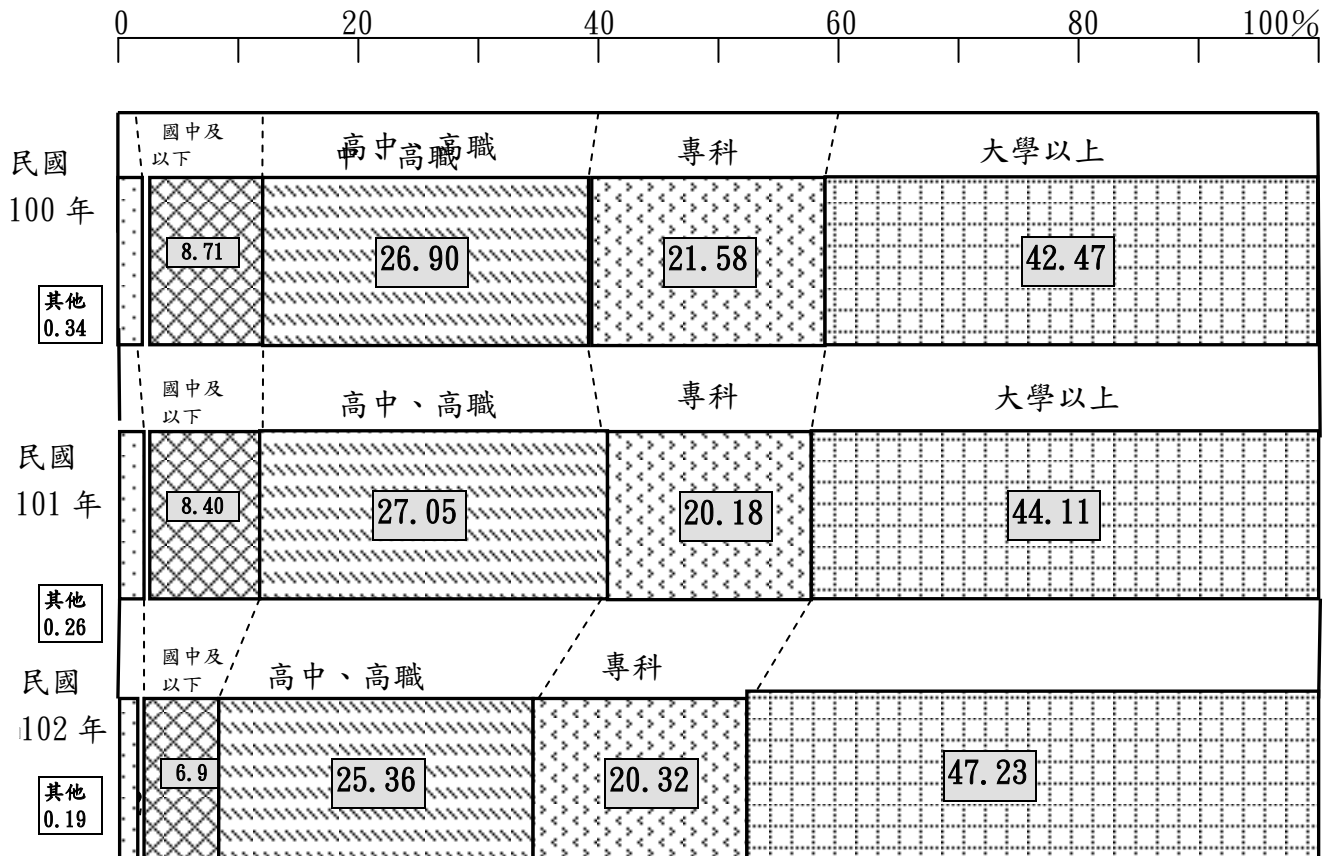 0 20 40 60 80 100%
國中及
以下
高中、高職
中、高職
專科
大學以上
民國
100 年
8.71
26.90
21.58
42.47
其他
0.34
國中及
以下
高中、高職
專科
大學以上
民國
101 年
8.40
27.05
20.18
44.11
其他
0.26
國中及
以下
高中、高職
專科
民國
102 年
6.9
25.36
20.32
47.23
其他
0.19